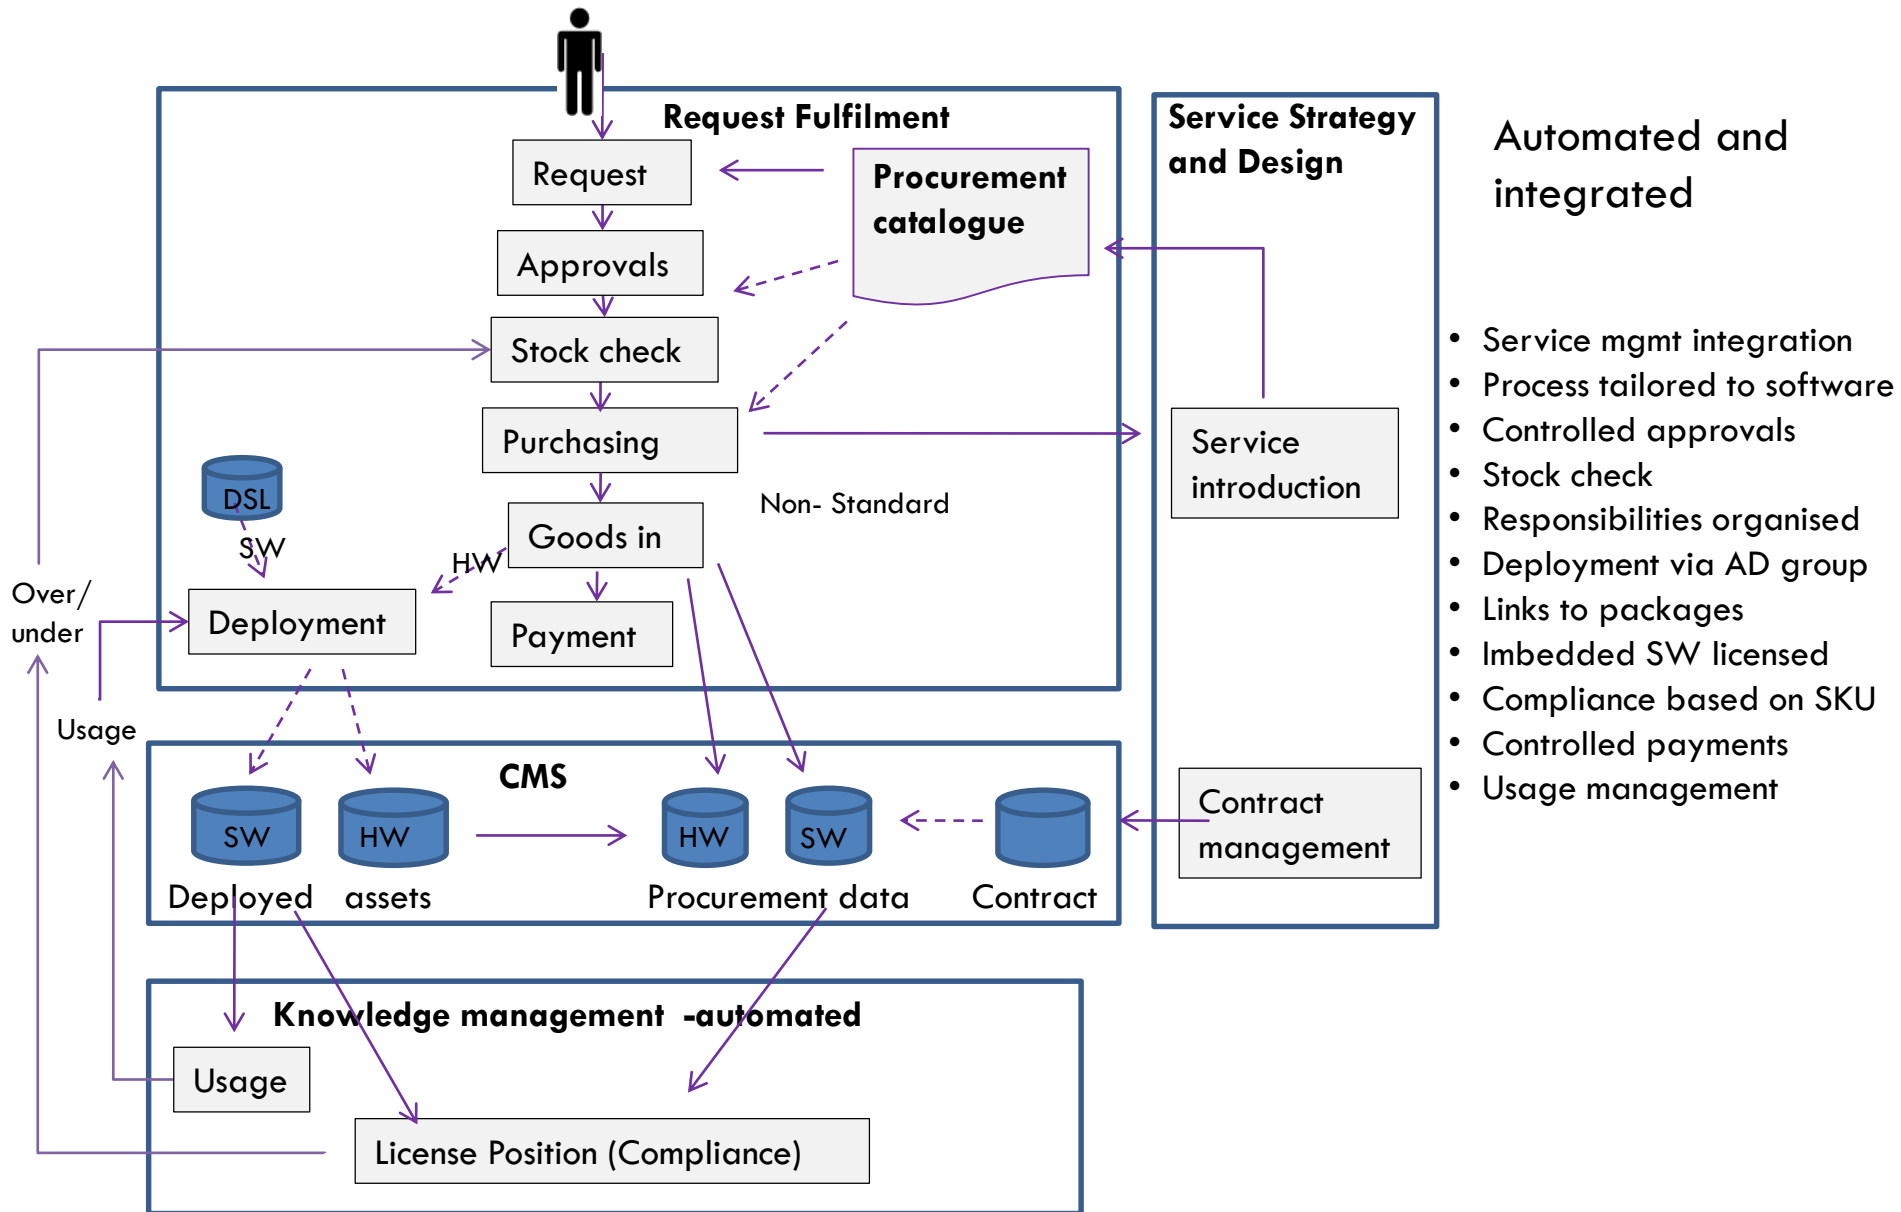 Request Fulfilment
Request
Approvals
Stock check
Purchasing
Goods in
Payment
Procurement
catalogue
Non- Standard
DSL
SW
HW
Deployment
Over/
under
Usage
Service Strategy
and Design
Service
introduction
Contract
management
CMS
SW
HW
HW
SW
Deployed assets
Procurement data
Contract
Knowledge management -automated
Usage
License Position (Compliance)
Automated and
integrated
• Service mgmt integration
• Process tailored to software
• Controlled approvals
• Stock check
• Responsibilities organised
• Deployment via AD group
• Links to packages
• Imbedded SW licensed
• Compliance based on SKU
• Controlled payments
• Usage management